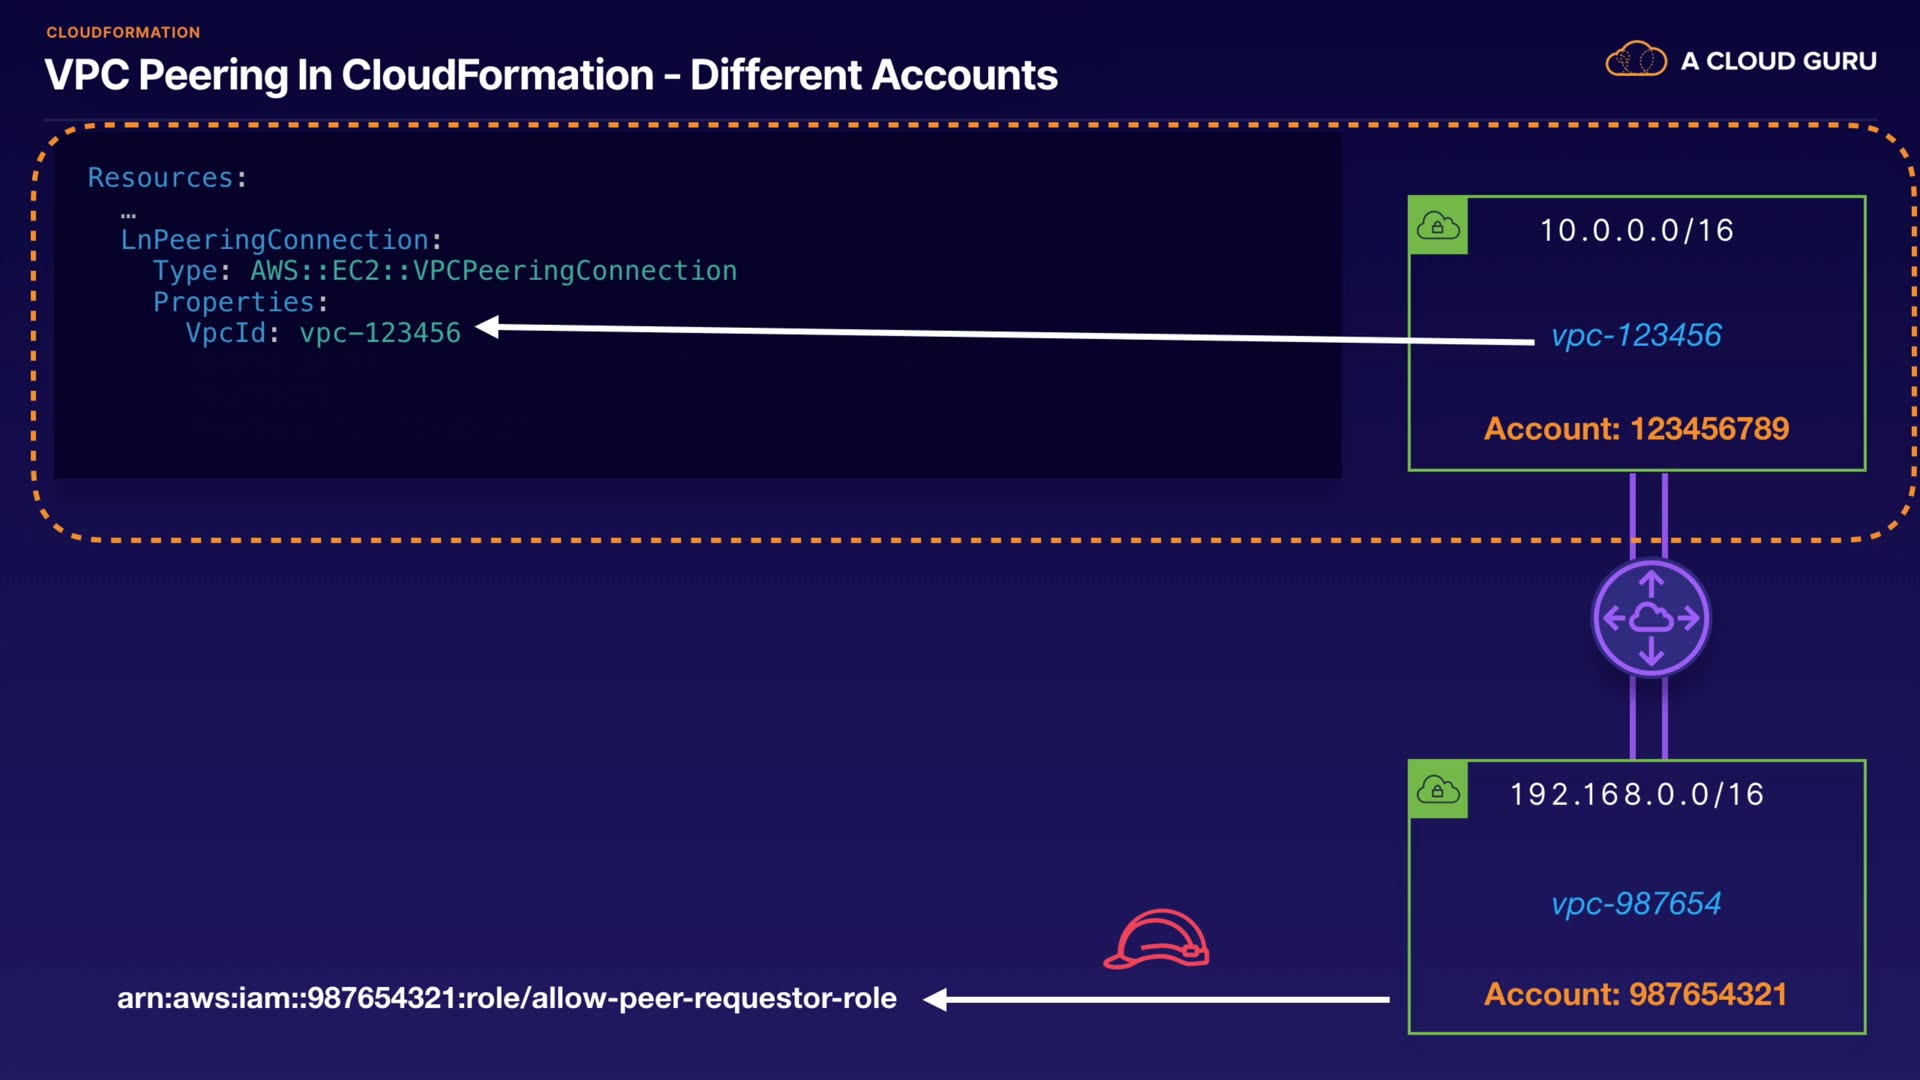 CLOUDFORMATION
VPC Peering In CloudFormation - Different Accounts
A CLOUD GURU
Resources:
…
LnPeeringConnection:
Type: AWS::EC2::VPCPeeringConnection
Properties:
VpcId: vpc-123456
10.0.0.0/16
vpc-123456
Account: 123456789
192.168.0.0/16
vpc-987654
Account: 987654321
arn:aws:iam::987654321:role/allow-peer-requestor-role